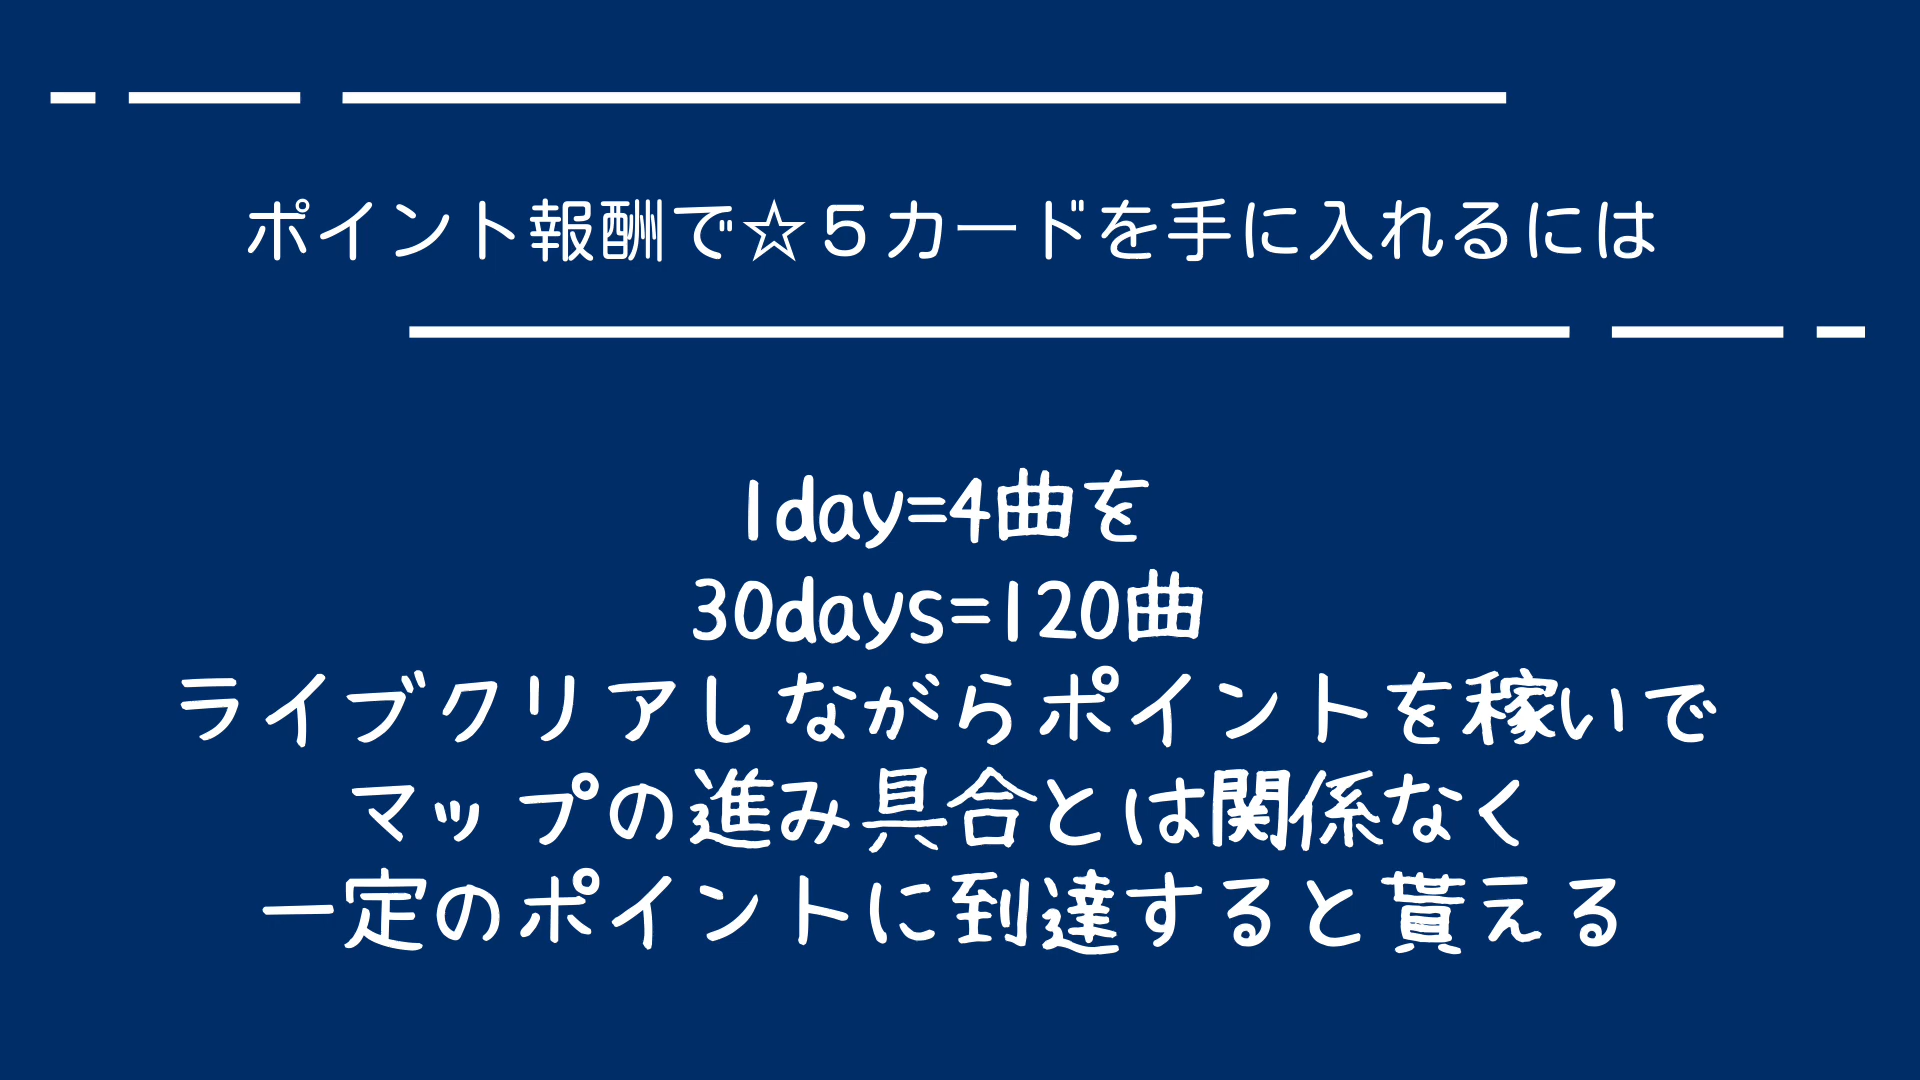 ポイント報酬で☆５カードを手に入れるには
1day=4曲を
30days=120曲
ライブクリアしながらポイントを稼いで
マップの進み具合とは関係なく
一定のポイントに到達すると貰える